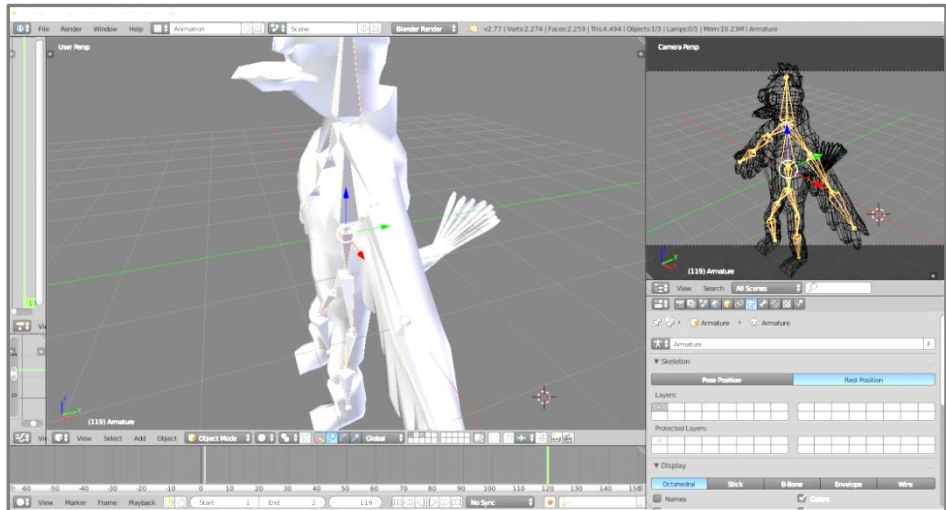 File Render Window Help Animation Scene Blender Render v2.77 | Verts:2.274 | Faces:2.259 | Tris:4.494 | Objects:1/3 | Lamps:0/1 | Mem:10.23M | Armature
User Persp
(119) Armature
View Select Add Object Object Mode Global
-60 -50 -40 -30 -20 -10 0 10 20 30 40 50 60 70 80 90 100 110 120 130 140 150
View Marker Frame Playback Start: 1 End: 2 119 No Sync
Camera Persp
(119) Armature
View Search All Scenes
Armature Armature
Armature F
Skeleton
Pose Position Rest Position
Layers:
Protected Layers:
Display
Octahedral Stick B-Bone Envelope Wire
Names Colors